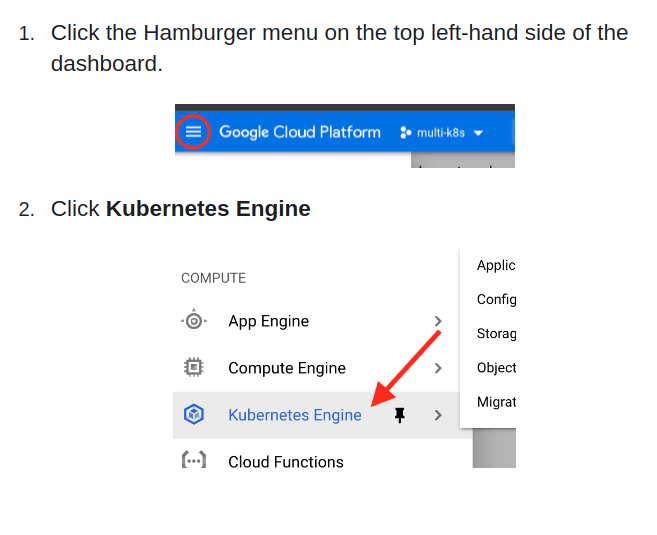 1. Click the Hamburger menu on the top left-hand side of the
dashboard.
Google Cloud Platform multi-k8s
2. Click Kubernetes Engine
COMPUTE
App Engine
Compute Engine
Kubernetes Engine
Cloud Functions
Applic
Config
Storag
Object
Migrat